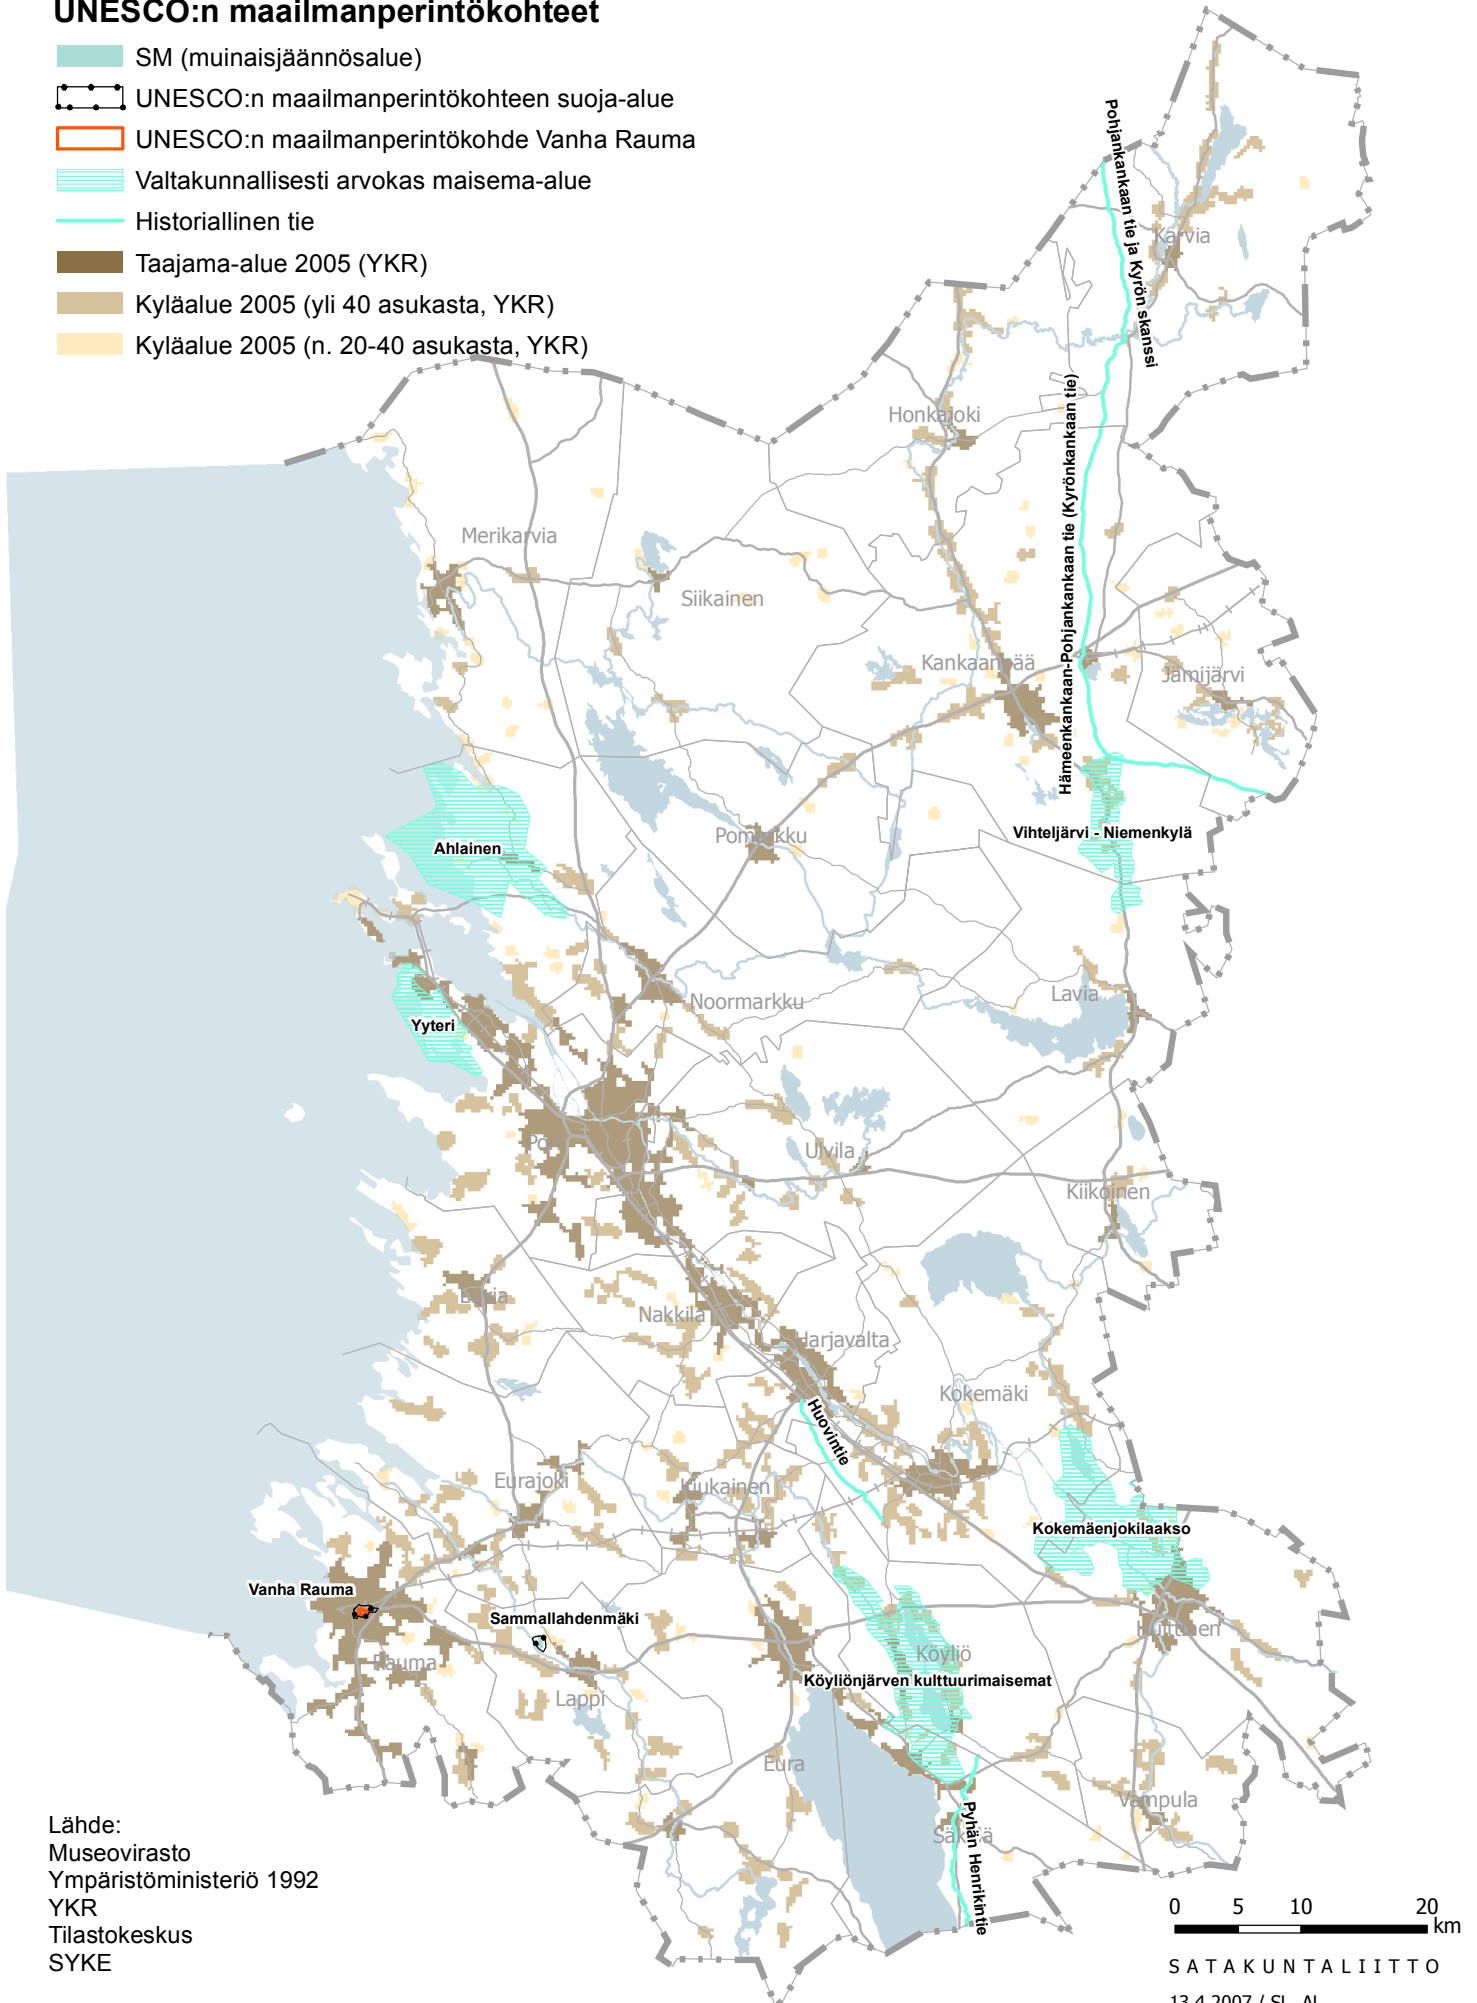 UNESCO:n maailmanperintökohteet
SM (muinaisjäännösalue)
UNESCO:n maailmanperintökohteen suoja-alue
UNESCO:n maailmanperintökohde Vanha Rauma
Valtakunnallisesti arvokas maisema-alue
Historiallinen tie
Taajama-alue 2005 (YKR)
Kyläalue 2005 (yli 40 asukasta, YKR)
Kyläalue 2005 (n. 20-40 asukasta, YKR)
Pohjankankaan tie ja Kyrön skanssi
Karvia
Honkajoki
Hämeenkankaan-Pohjankankaan tie (Kyrönkankaan tie)
Merikarvia
Siikainen
Kankaanpää
Jämijärvi
Pomarkku
Vihteljärvi - Niemenkylä
Ahlainen
Noormarkku
Lavia
Yyteri
Pori
Ulvila
Kiikoinen
Luvia
Nakkila
Harjavalta
Kokemäki
Huovintie
Eurajoki
Kiukainen
Kokemäenjokilaakso
Vanha Rauma
Sammallahdenmäki
Huittinen
Rauma
Köyliö
Köyliönjärven kulttuurimaisemat
Lappi
Eura
Vampula
Säkylä
Pyhän Henrikintie
Lähde:
Museovirasto
Ympäristöministeriö 1992
YKR
Tilastokeskus
SYKE
0 5 10 20
km
SATAKUNTALIITTO
13.4.2007 / SL, AL